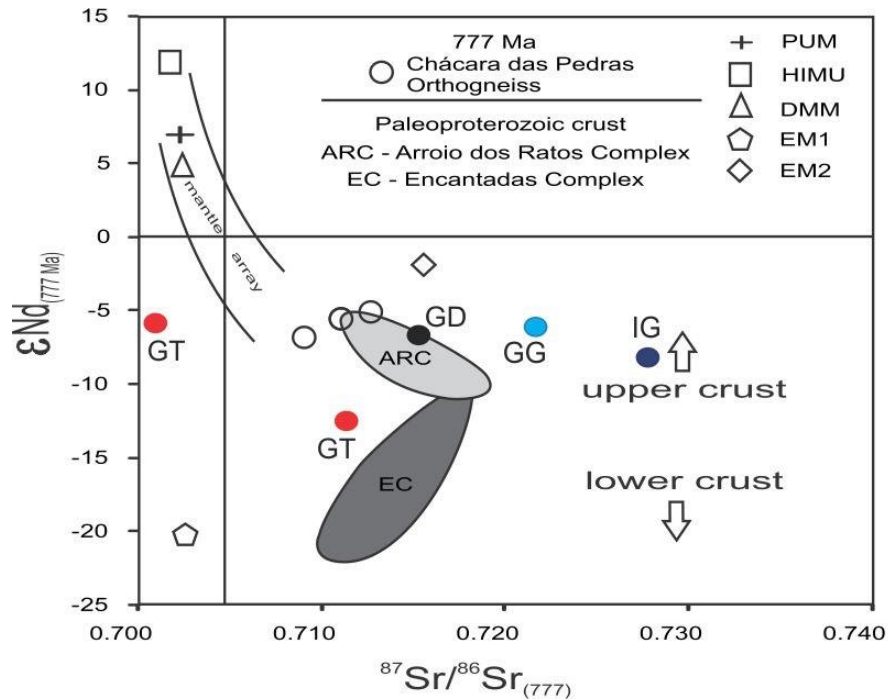 15
10
5
0
-5
-10
-15
-20
-25
εNd(777 Ma)
777 Ma
Chácara das Pedras
Orthogneiss
Paleoproterozoic crust
ARC - Arroio dos Ratos Complex
EC - Encantadas Complex
PUM
HIMU
DMM
EM1
EM2
mantle
array
GT
GD
ARC
GG
IG
upper crust
GT
EC
lower crust
0.700
0.710
0.720
0.730
0.740
87Sr/86Sr(777)